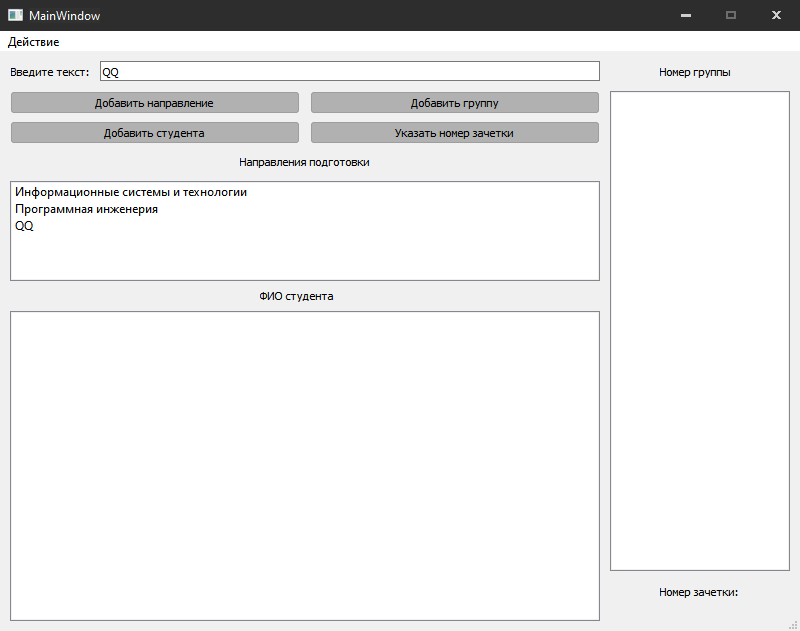 MainWindow
Действие
Введите текст: QQ
Номер группы
Добавить направление
Добавить группу
Добавить студента
Указать номер зачетки
Направления подготовки
Информационные системы и технологии
Программная инженерия
QQ
ФИО студента
Номер зачетки: